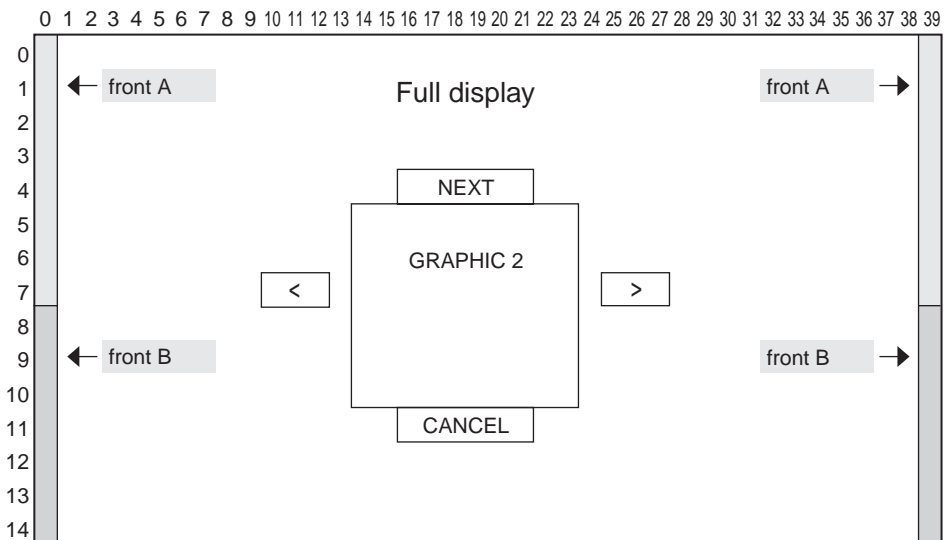 0 1 2 3 4 5 6 7 8 9 10 11 12 13 14 15 16 17 18 19 20 21 22 23 24 25 26 27 28 29 30 31 32 33 34 35 36 37 38 39
0
1 front A Full display front A
2
3
4 NEXT
5
6 GRAPHIC 2
7 < >
8
9 front B front B
10
11 CANCEL
12
13
14